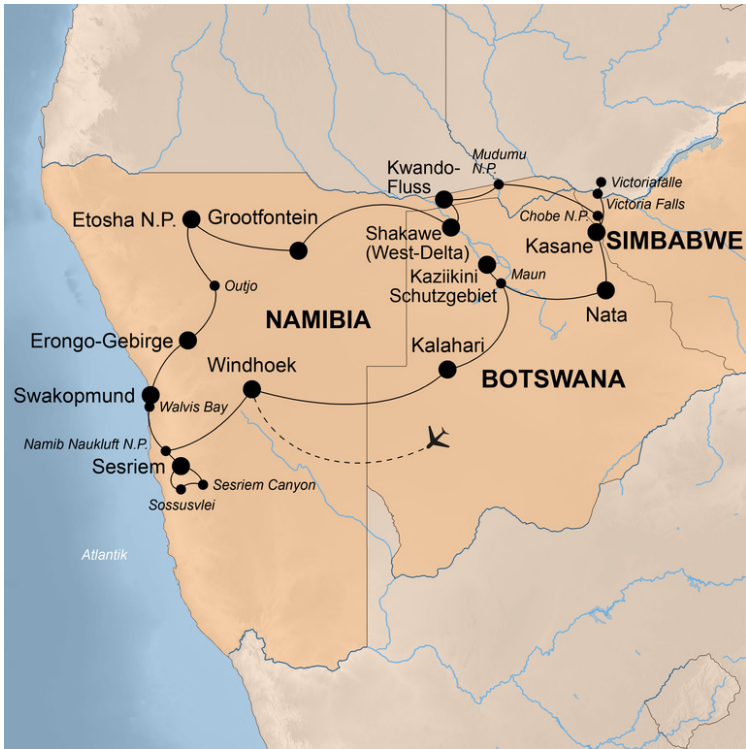 Mudumu
N.P.
Kwando-
Fluss
Victoriafälle
Victoria Falls
Etosha N.P.
Grootfontein
Chobe N.P.
Shakawe
(West-Delta)
Kasane
SIMBABWE
Kaziikini
Schutzgebiet
Maun
Outjo
NAMIBIA
Nata
Erongo-Gebirge
Kalahari
Windhoek
BOTSWANA
Swakopmund
Walvis Bay
Namib Naukluft N.P.
Sesriem
Sesriem Canyon
Sossusvlei
Atlantik